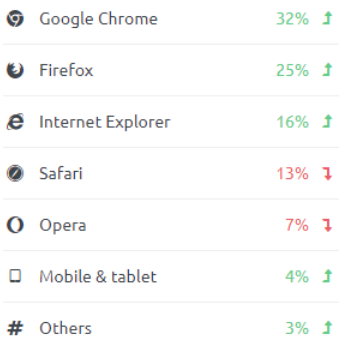 Google Chrome 32%
Firefox 25%
Internet Explorer 16%
Safari 13%
Opera 7%
Mobile & tablet 4%
# Others 3%